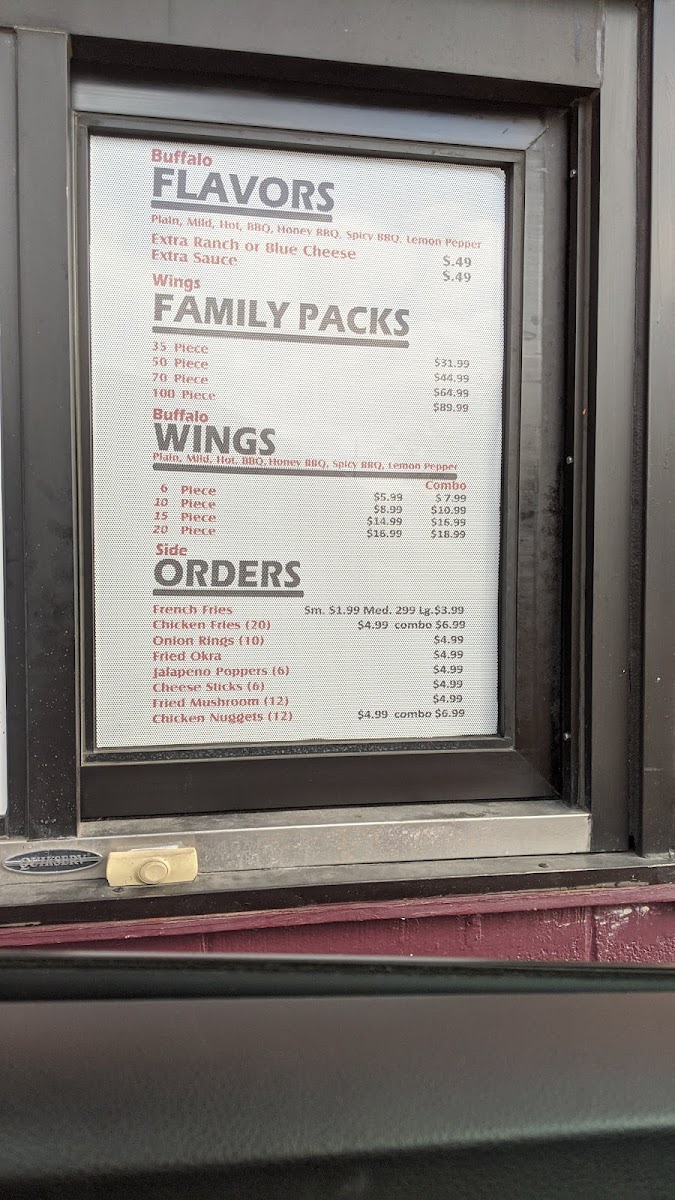 Buffalo
FLAVORS
Plain, Mild, Hot, BBQ, Honey BBQ, Spicy BBQ, Lemon Pepper
Extra Ranch or Blue Cheese $.49
Extra Sauce $.49
Wings
FAMILY PACKS
35 Piece $31.99
50 Piece $44.99
70 Piece $64.99
100 Piece $89.99
Buffalo
WINGS
Plain, Mild, Hot, BBQ, Honey BBQ, Spicy BBQ, Lemon Pepper
Combo
6 Piece $5.99 $7.99
10 Piece $8.99 $10.99
15 Piece $14.99 $16.99
20 Piece $16.99 $18.99
Side
ORDERS
French Fries Sm. $1.99 Med. 299 Lg.$3.99
Chicken Fries (20) $4.99 combo $6.99
Onion Rings (10) $4.99
Fried Okra $4.99
Jalapeno Poppers (6) $4.99
Cheese Sticks (6) $4.99
Fried Mushroom (12) $4.99
Chicken Nuggets (12) $4.99 combo $6.99
QUIKSERV